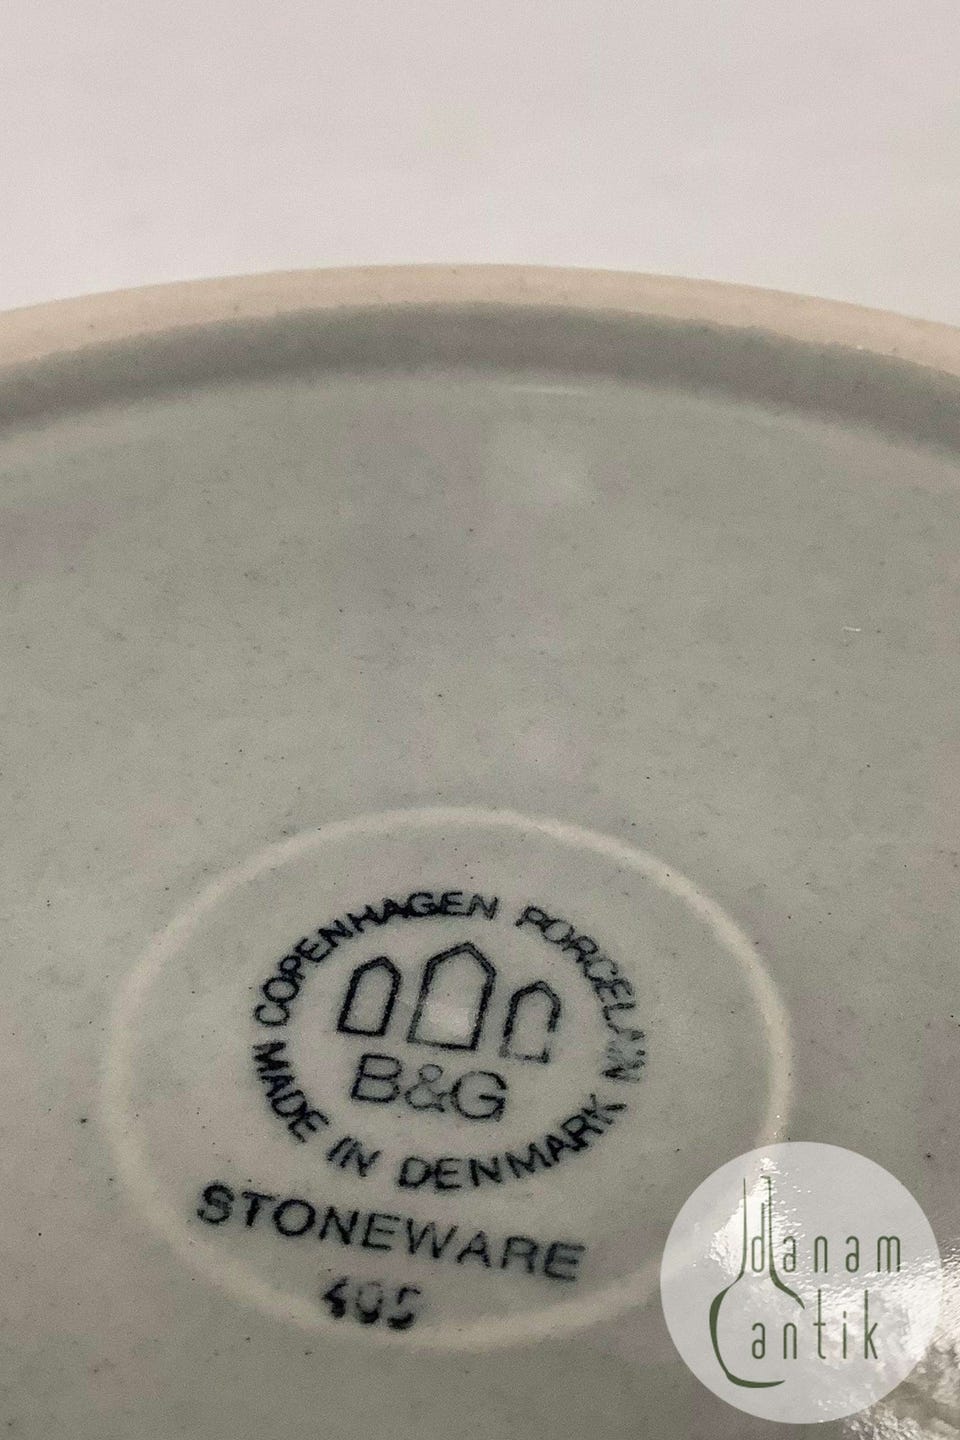 COPENHAGEN PORCELAIN
B&G
MADE IN DENMARK
STONEWARE
danam
antik